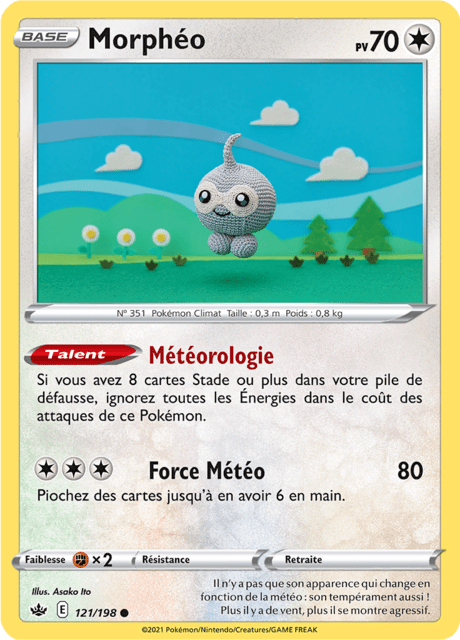 BASE Morphéo PV 70
N° 351 Pokémon Climat Taille : 0,3 m Poids : 0,8 kg
Talent Météorologie
Si vous avez 8 cartes Stade ou plus dans votre pile de
défausse, ignorez toutes les Énergies dans le coût des
attaques de ce Pokémon.
Force Météo 80
Piochez des cartes jusqu'à en avoir 6 en main.
Faiblesse ×2 Résistance Retraite
Illus. Asako Ito
E 121/198
Il n'y a pas que son apparence qui change en
fonction de la météo : son tempérament aussi !
Plus il y a de vent, plus il se montre agressif.
©2021 Pokémon/Nintendo/Creatures/GAME FREAK